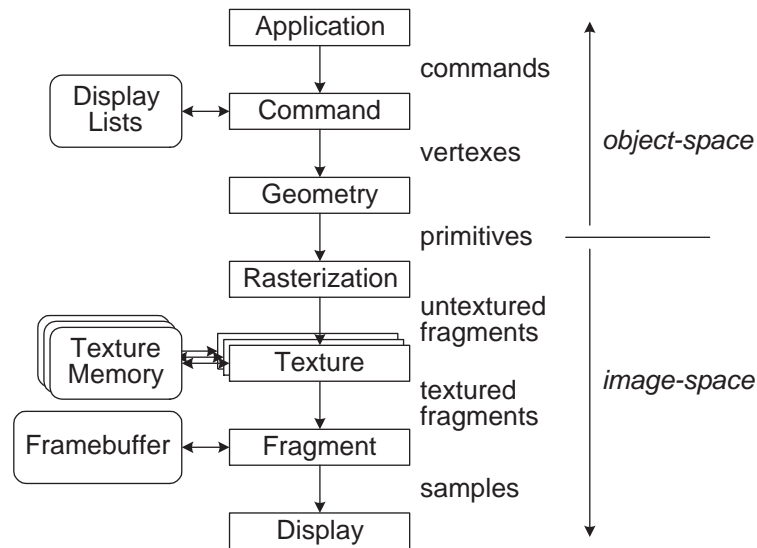 Application
commands
Display
Lists
Command
object-space
vertexes
Geometry
primitives
Rasterization
untextured
fragments
Texture
Memory
Texture
image-space
textured
fragments
Framebuffer
Fragment
samples
Display